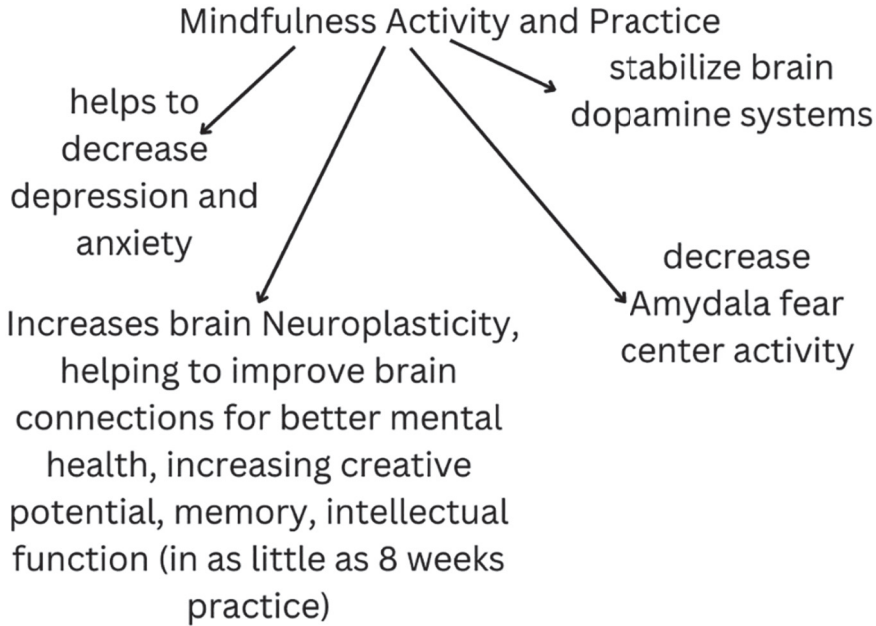 Mindfulness Activity and Practice
helps to
decrease
depression and
anxiety
stabilize brain
dopamine systems
Increases brain Neuroplasticity,
helping to improve brain
connections for better mental
health, increasing creative
potential, memory, intellectual
function (in as little as 8 weeks
practice)
decrease
Amydala fear
center activity